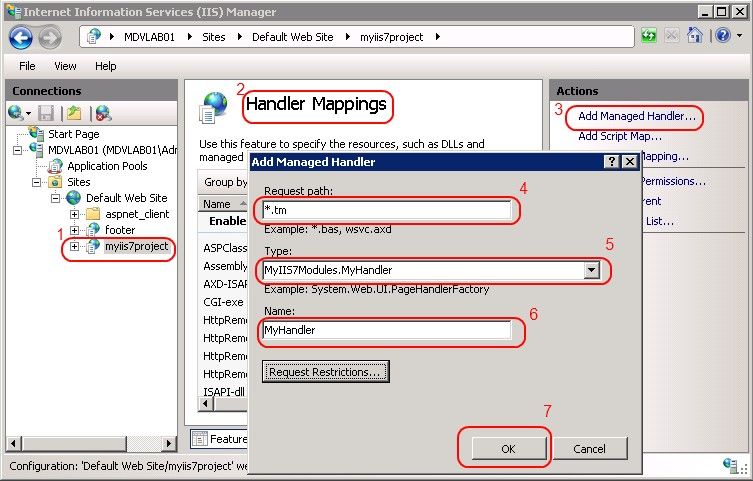 Internet Information Services (IIS) Manager
MDVLAB01 Sites Default Web Site myiis7project
File View Help
Connections
Start Page
MDVLAB01 (MDVLAB01\Adr
Application Pools
Sites
Default Web Site
aspnet_client
footer
1
myiis7project
2
Handler Mappings
Use this feature to specify the resources, such as DLLs and
managed
Group by
Name
Enable
ASPClass
Assembly
AXD-ISAP
CGI-exe
HttpRemo
HttpRemo
HttpRemo
HttpRemo
ISAPI-dll
Feature
Actions
3
Add Managed Handler...
Add Script Map...
Mapping...
Permissions...
rent
List...
Add Managed Handler
Request path:
4
*.tm
Example: *.bas, wsvc.axd
Type:
5
MyIIS7Modules.MyHandler
Example: System.Web.UI.PageHandlerFactory
Name:
6
MyHandler
Request Restrictions...
7
OK
Cancel
Configuration: 'Default Web Site/myiis7project' we